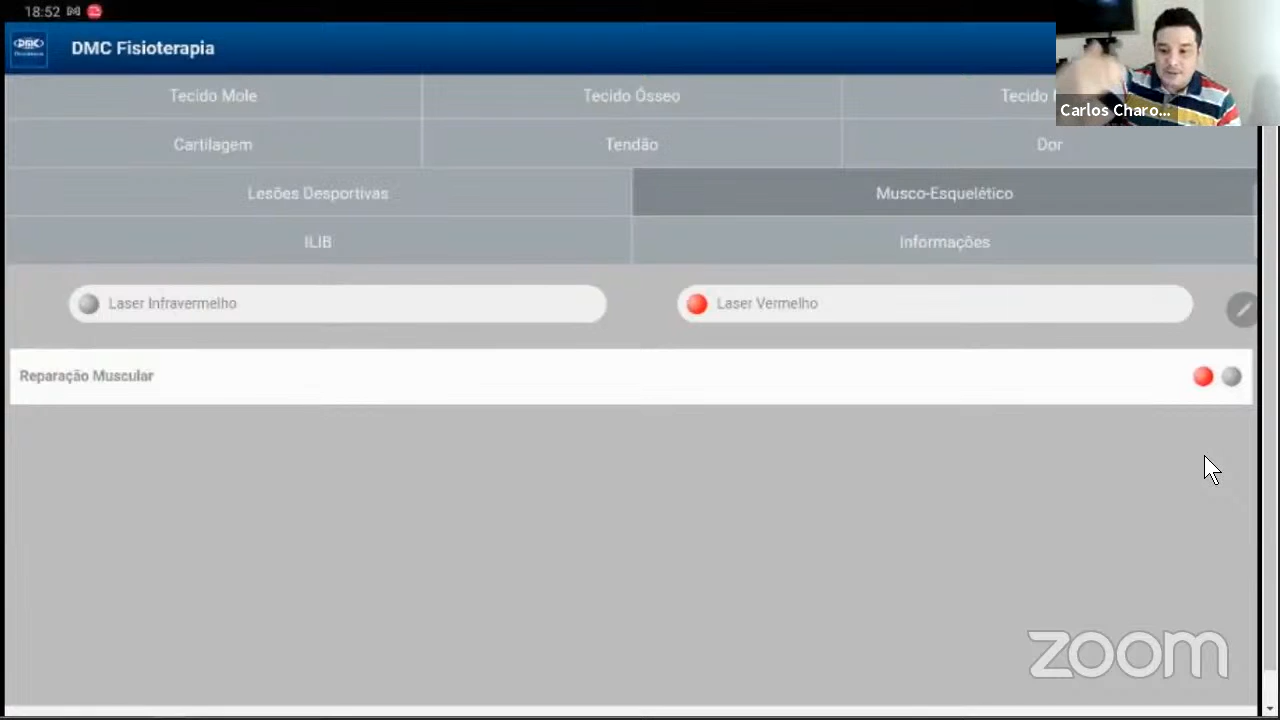 18:52
DMC
DMC Fisioterapia
Carlos Charo...
Tecido Mole
Tecido Ósseo
Tecido
Cartilagem
Tendão
Dor
Lesões Desportivas
Musco-Esquelético
ILIB
Informações
Laser Infravermelho
Laser Vermelho
Reparação Muscular
zoom